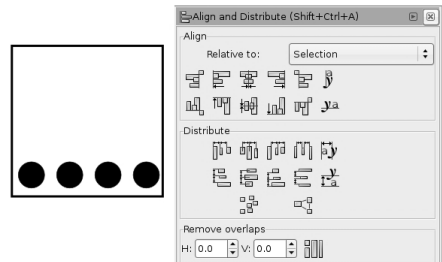 Align and Distribute (Shift+Ctrl+A)
Align
Relative to: Selection
Distribute
Remove overlaps
H: 0.0 V: 0.0